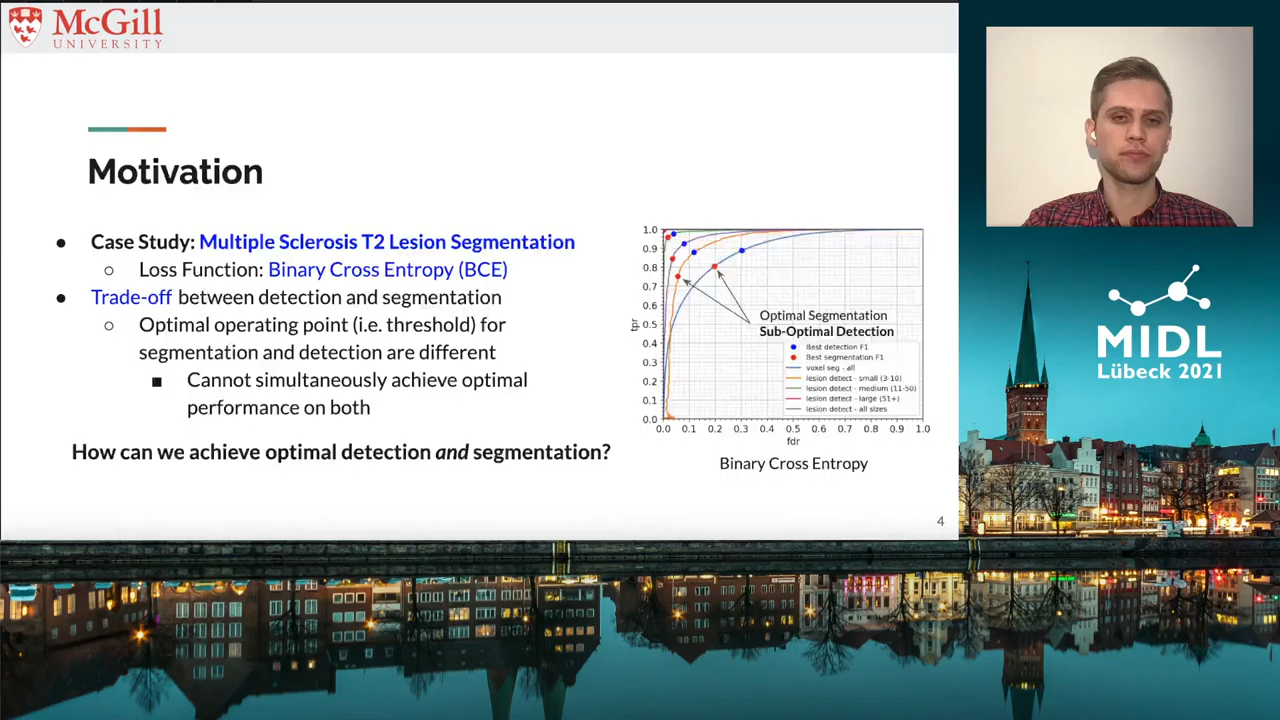 McGill
UNIVERSITY
Motivation
● Case Study: Multiple Sclerosis T2 Lesion Segmentation
○ Loss Function: Binary Cross Entropy (BCE)
● Trade-off between detection and segmentation
○ Optimal operating point (i.e. threshold) for
segmentation and detection are different
■ Cannot simultaneously achieve optimal
performance on both
How can we achieve optimal detection and segmentation?
1.0
0.9
0.8
0.7
0.6
0.5
0.4
0.3
0.2
0.1
0.0
tpr
Optimal Segmentation
Sub-Optimal Detection
Best detection F1
Best segmentation F1
voxel seg - all
lesion detect - small (3-10)
lesion detect - medium (11-50)
lesion detect - large (51+)
lesion detect - all sizes
0.0 0.1 0.2 0.3 0.4 0.5 0.6 0.7 0.8 0.9 1.0
fdr
Binary Cross Entropy
4
MIDL
Lübeck 2021